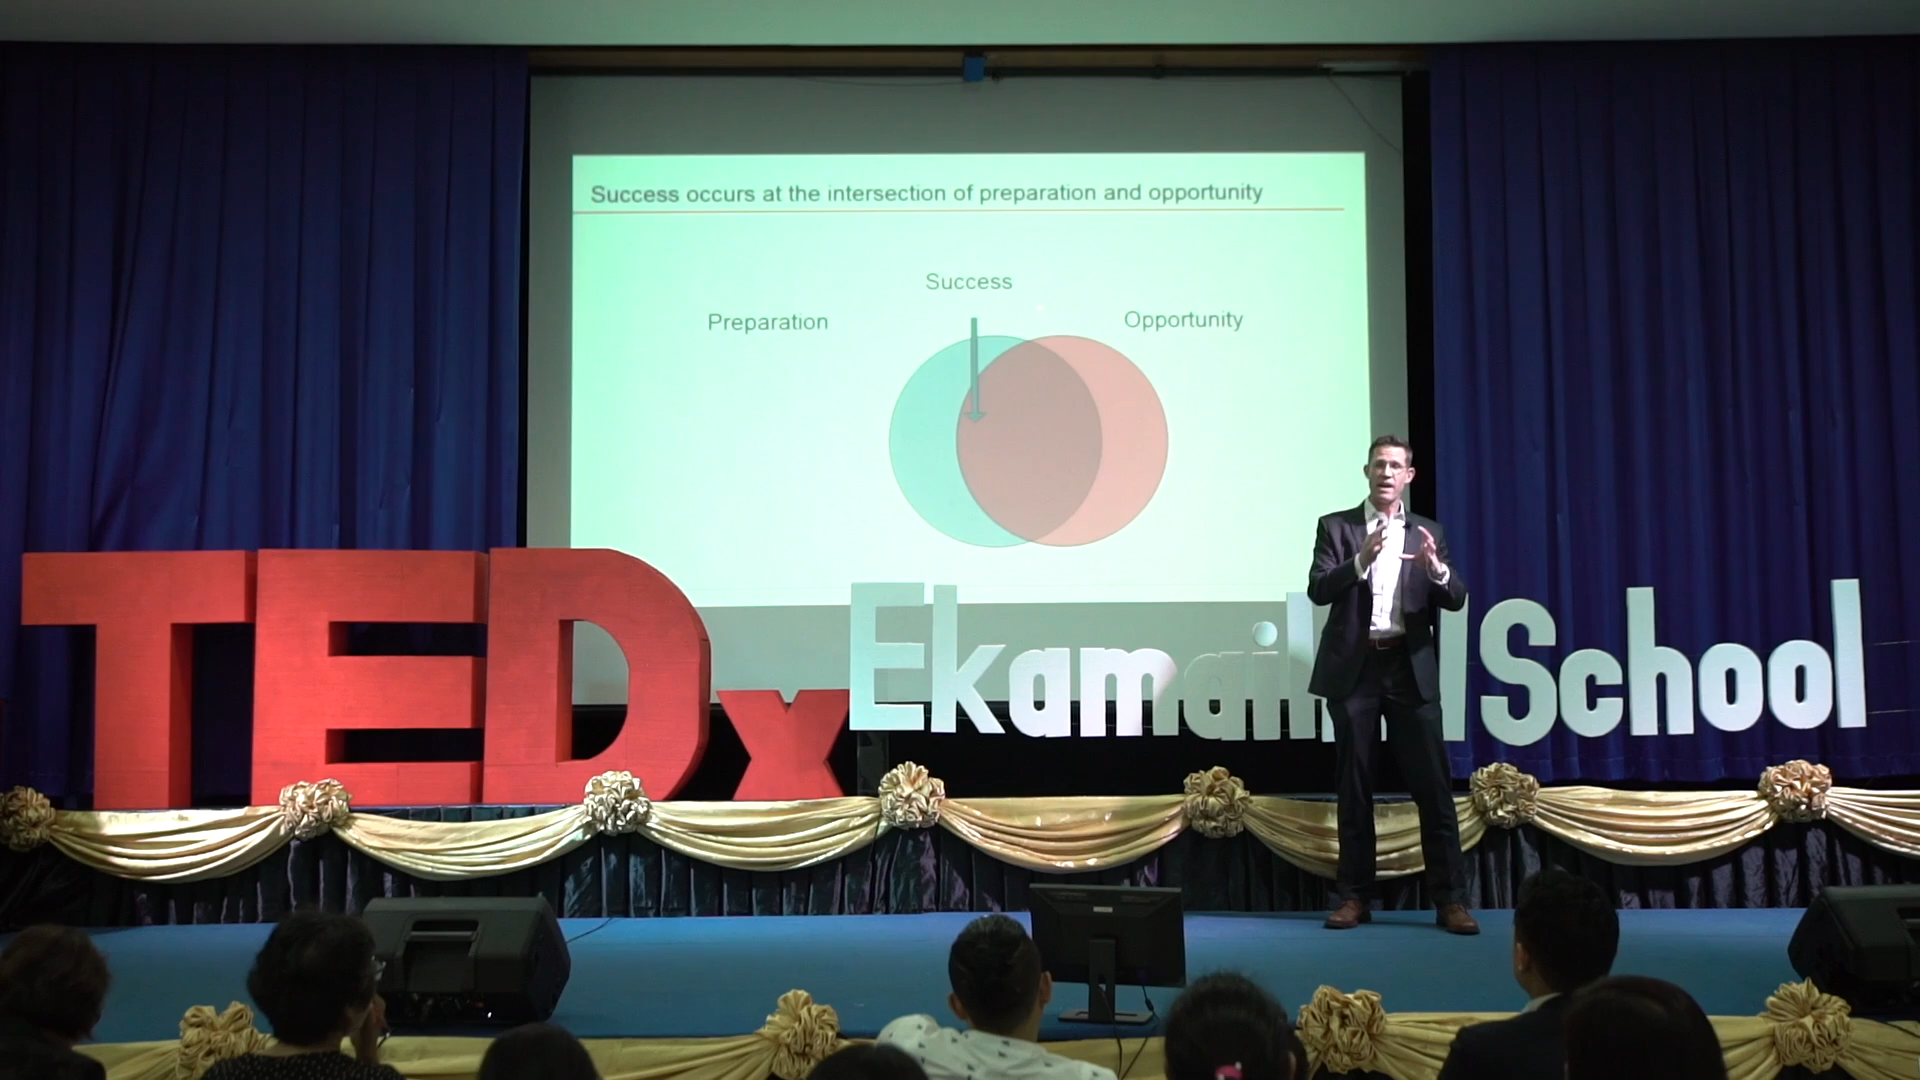 Success occurs at the intersection of preparation and opportunity
Success
Preparation
Opportunity
TEDx
School